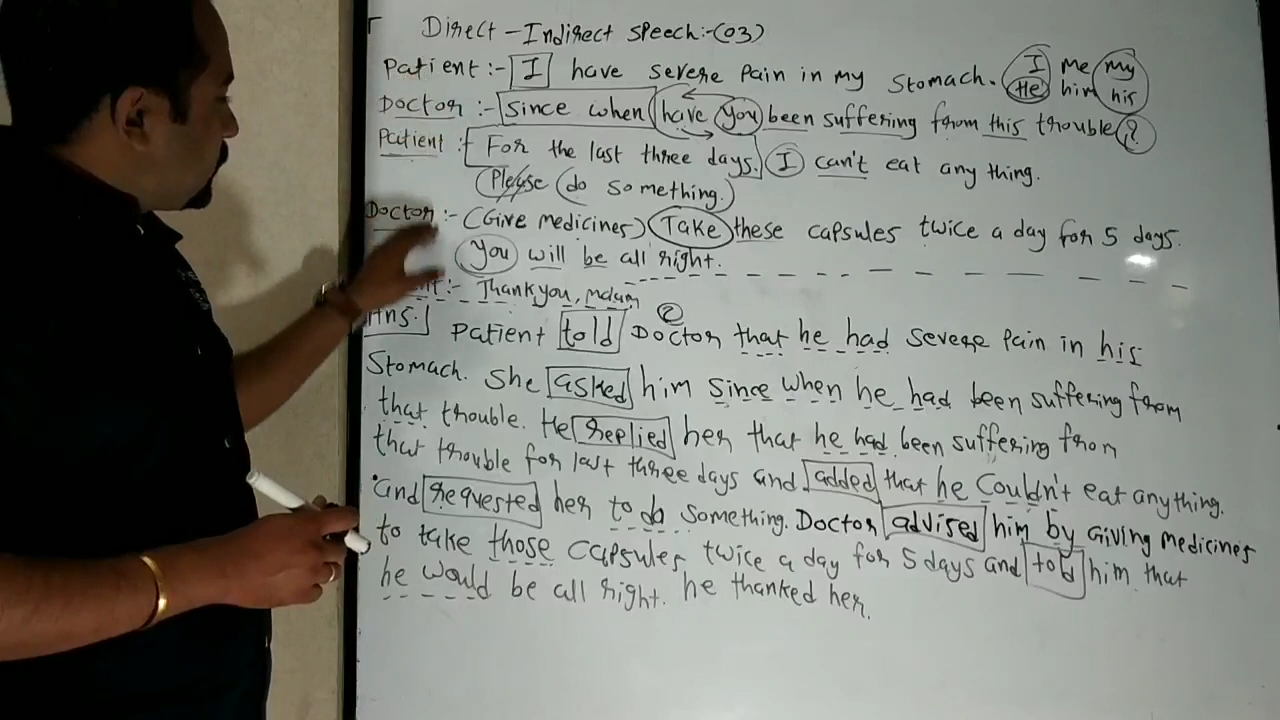 Direct - Indirect speech:-(03)
Patient :- I have severe Pain in my Stomach. I me my
He him his
Doctor :- since when have you been suffering from this trouble?
Patient :- For the last three days. I can't eat any thing.
Please do something.
Doctor :- (Give medicines) Take these capsules twice a day for 5 days.
you will be all right.
:- Thank you, madam
Ans. Patient told Doctor that he had severe Pain in his
Stomach. She asked him since when he had been suffering from
that trouble. He replied her that he had been suffering from
that trouble for last three days and added that he couldn't eat anything.
and requested her to do something. Doctor advised him by Giving medicines
to take those capsules twice a day for 5 days and told him that
he would be all right. he thanked her.